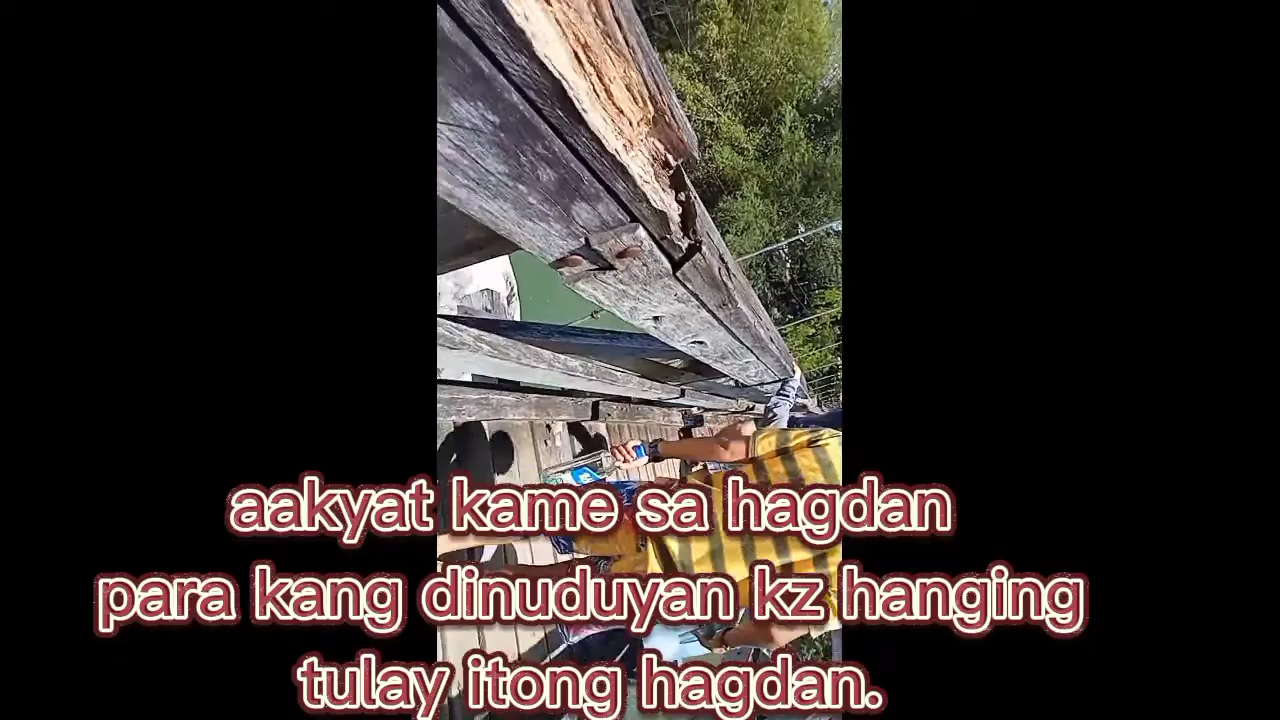 aakyat kame sa hagdan
para kang dinuduyan kz hanging
tulay itong hagdan.